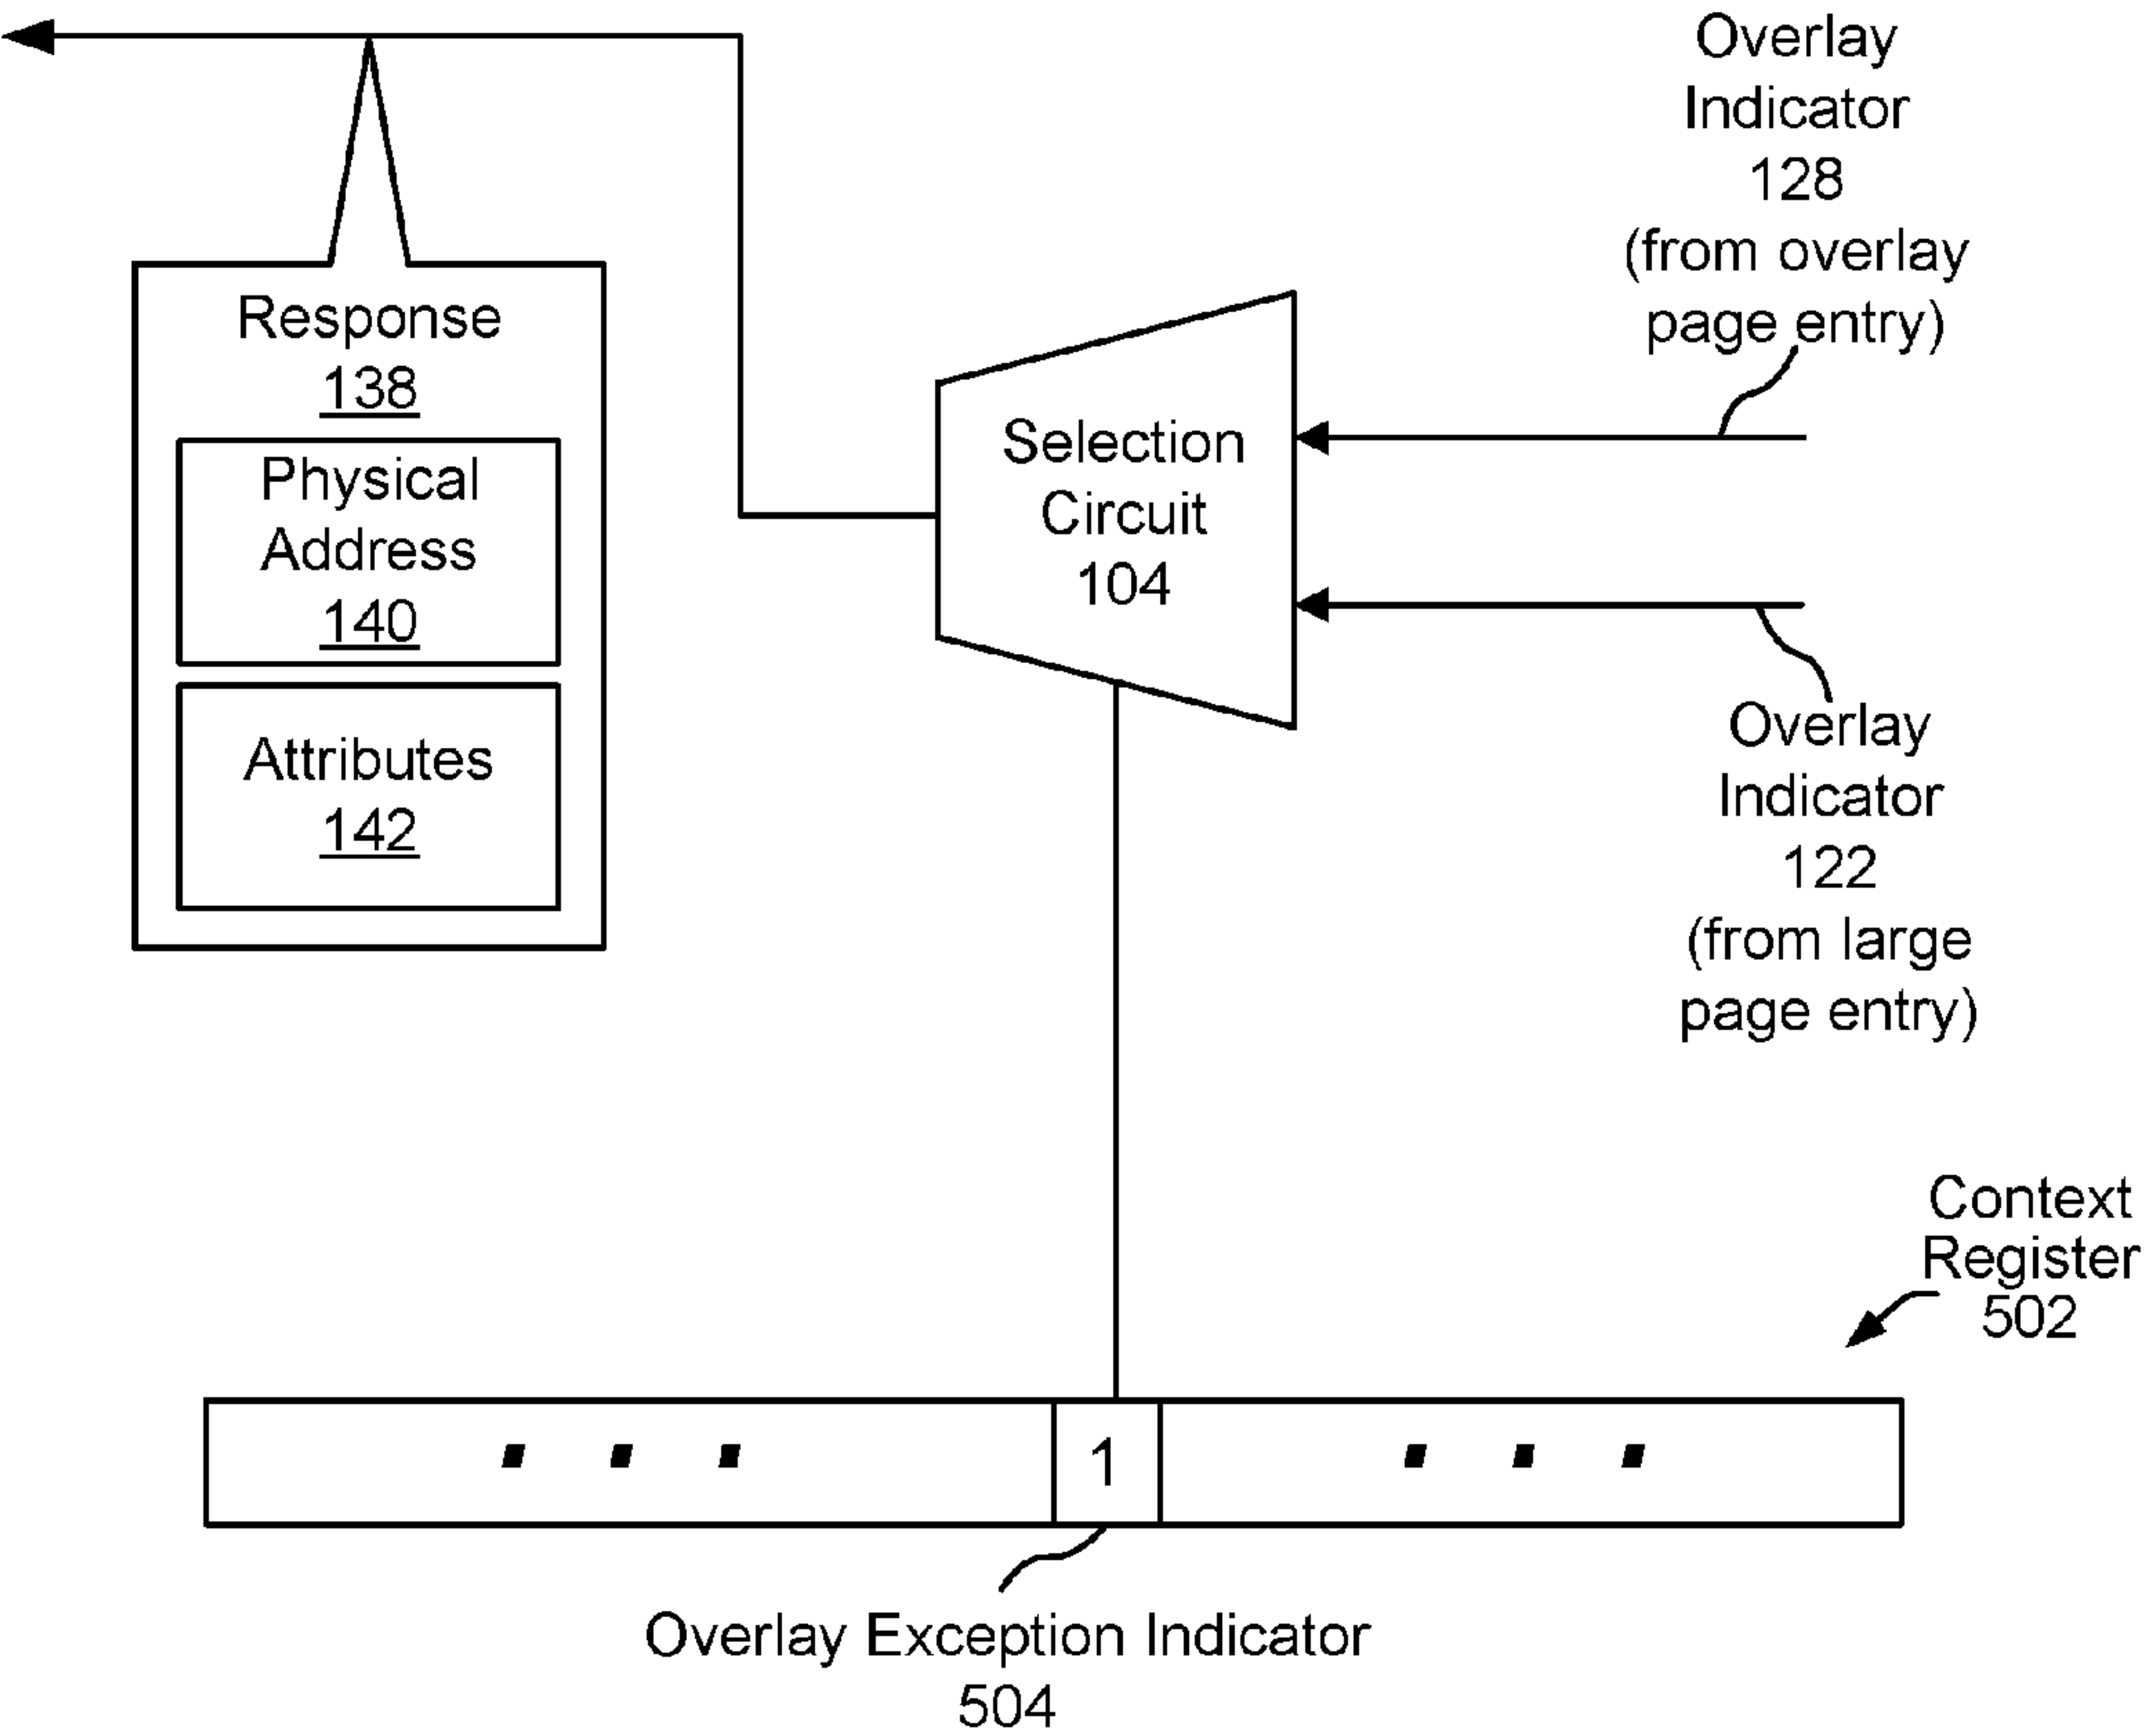 Overlay
Indicator
128
(from overlay
page entry)
Response
138
Physical
Address
140
Attributes
142
Selection
Circuit
104
Overlay
Indicator
122
(from large
page entry)
Context
Register
502
1
Overlay Exception Indicator
504